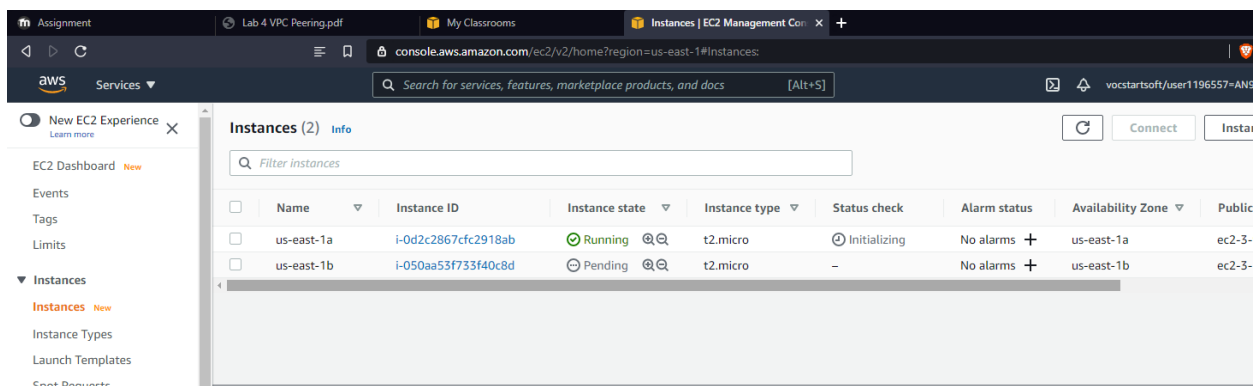 Assignment
Lab 4 VPC Peering.pdf
My Classrooms
Instances | EC2 Management Con
console.aws.amazon.com/ec2/v2/home?region=us-east-1#Instances:
aws
Services
Search for services, features, marketplace products, and docs
[Alt+S]
vocstartsoft/user1196557=AN9
New EC2 Experience
Learn more
EC2 Dashboard New
Events
Tags
Limits
Instances
Instances New
Instance Types
Launch Templates
Spot Requests
Instances (2) Info
Connect
Instar
Filter instances
Name Instance ID Instance state Instance type Status check Alarm status Availability Zone Public
us-east-1a i-0d2c2867cfc2918ab Running t2.micro Initializing No alarms + us-east-1a ec2-3-
us-east-1b i-050aa53f733f40c8d Pending t2.micro – No alarms + us-east-1b ec2-3-